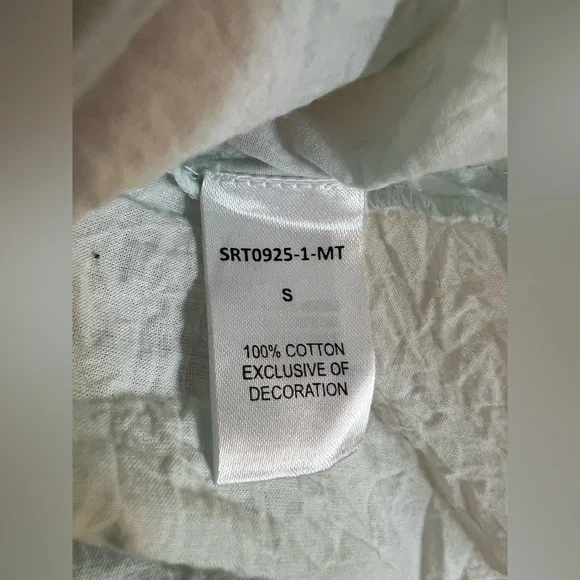 SRT0925-1-MT
S
100% COTTON
EXCLUSIVE OF
DECORATION